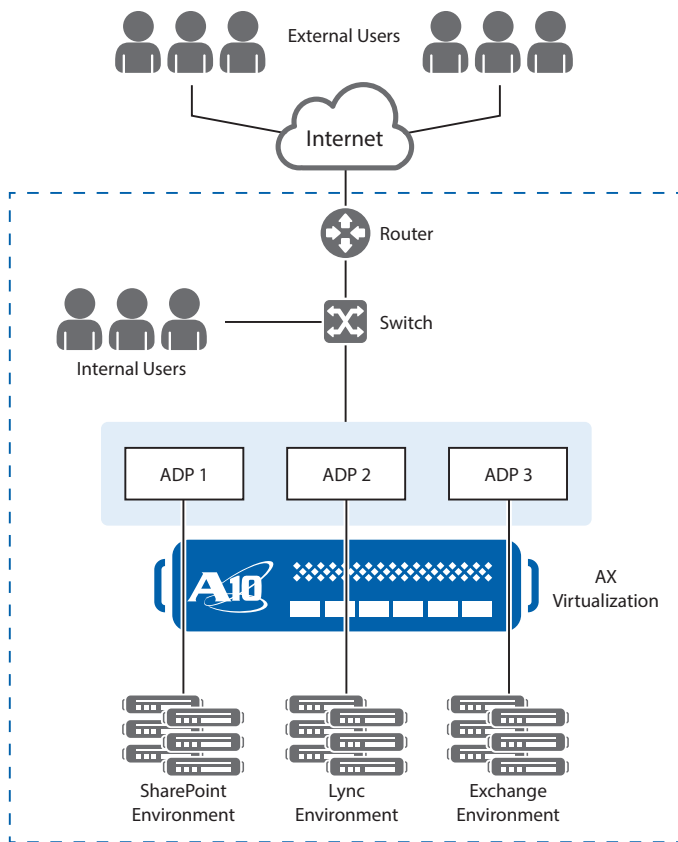 External Users
Internet
Router
Switch
Internal Users
ADP 1
ADP 2
ADP 3
A10
AX
Virtualization
SharePoint
Environment
Lync
Environment
Exchange
Environment